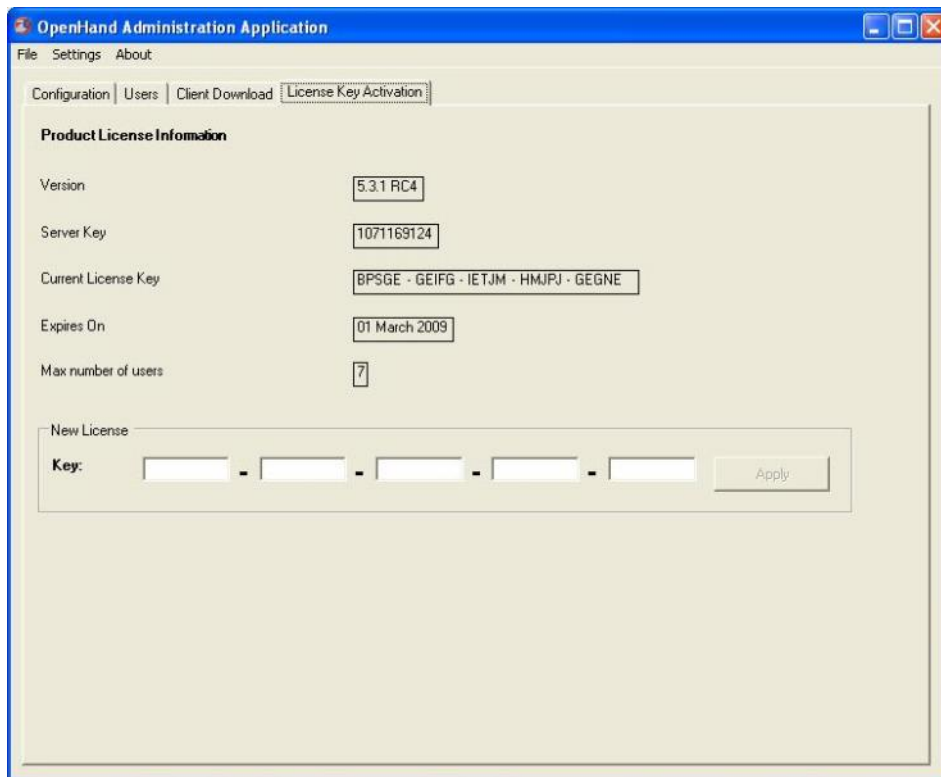 OpenHand Administration Application
File Settings About
Configuration Users Client Download License Key Activation
Product License Information
Version 5.3.1 RC4
Server Key 1071169124
Current License Key BPSGE - GEIFG - IETJM - HMJPJ - GEGNE
Expires On 01 March 2009
Max number of users 7
New License
Key: - - - - Apply